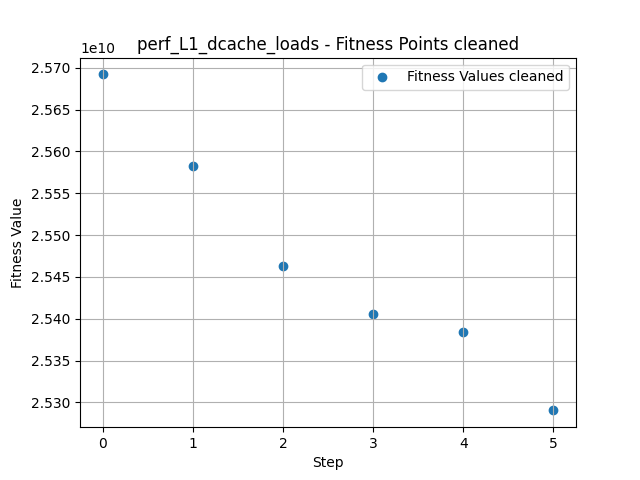 perf_L1_dcache_loads - Fitness Points cleaned
1e10
Fitness Values cleaned
2.570
2.565
2.560
2.555
2.550
2.545
2.540
2.535
2.530
Fitness Value
0 1 2 3 4 5
Step